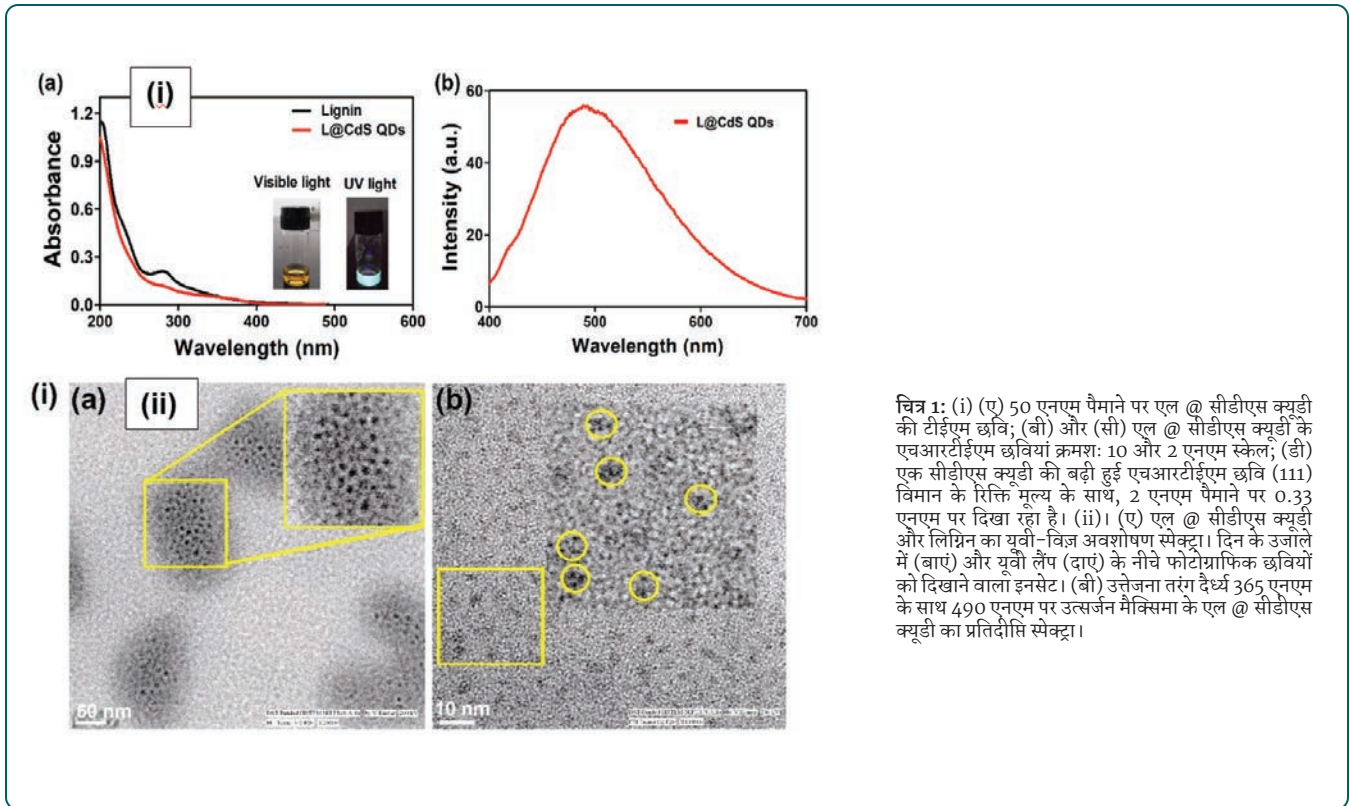 (a)
(i)
Lignin
L@CdS QDs
Visible light UV light
Absorbance
1.2
0.9
0.6
0.3
0.0
200 300 400 500 600
Wavelength (nm)
(b)
L@CdS QDs
Intensity (a.u.)
60
40
20
0
400 500 600 700
Wavelength (nm)
(i) (a) (ii)
50 nm
(b)
10 nm
चित्र 1: (i) (ए) 50 एनएम पैमाने पर एल @ सीडीएस क्यूडी
की टीईएम छवि; (बी) और (सी) एल @ सीडीएस क्यूडी के
एचआरटीईएम छवियां क्रमशः 10 और 2 एनएम स्केल; (डी)
एक सीडीएस क्यूडी की बढ़ी हुई एचआरटीईएम छवि (111)
विमान के रिक्ति मूल्य के साथ, 2 एनएम पैमाने पर 0.33
एनएम पर दिखा रहा है। (ii)। (ए) एल @ सीडीएस क्यूडी
और लिग्निन का यूवी-विज़ अवशोषण स्पेक्ट्रा। दिन के उजाले
में (बाएं) और यूवी लैंप (दाएं) के नीचे फोटोग्राफिक छवियों
को दिखाने वाला इनसेट। (बी) उत्तेजना तरंग दैर्ध्य 365 एनएम
के साथ 490 एनएम पर उत्सर्जन मैक्सिमा के एल @ सीडीएस
क्यूडी का प्रतिदीप्ति स्पेक्ट्रा।